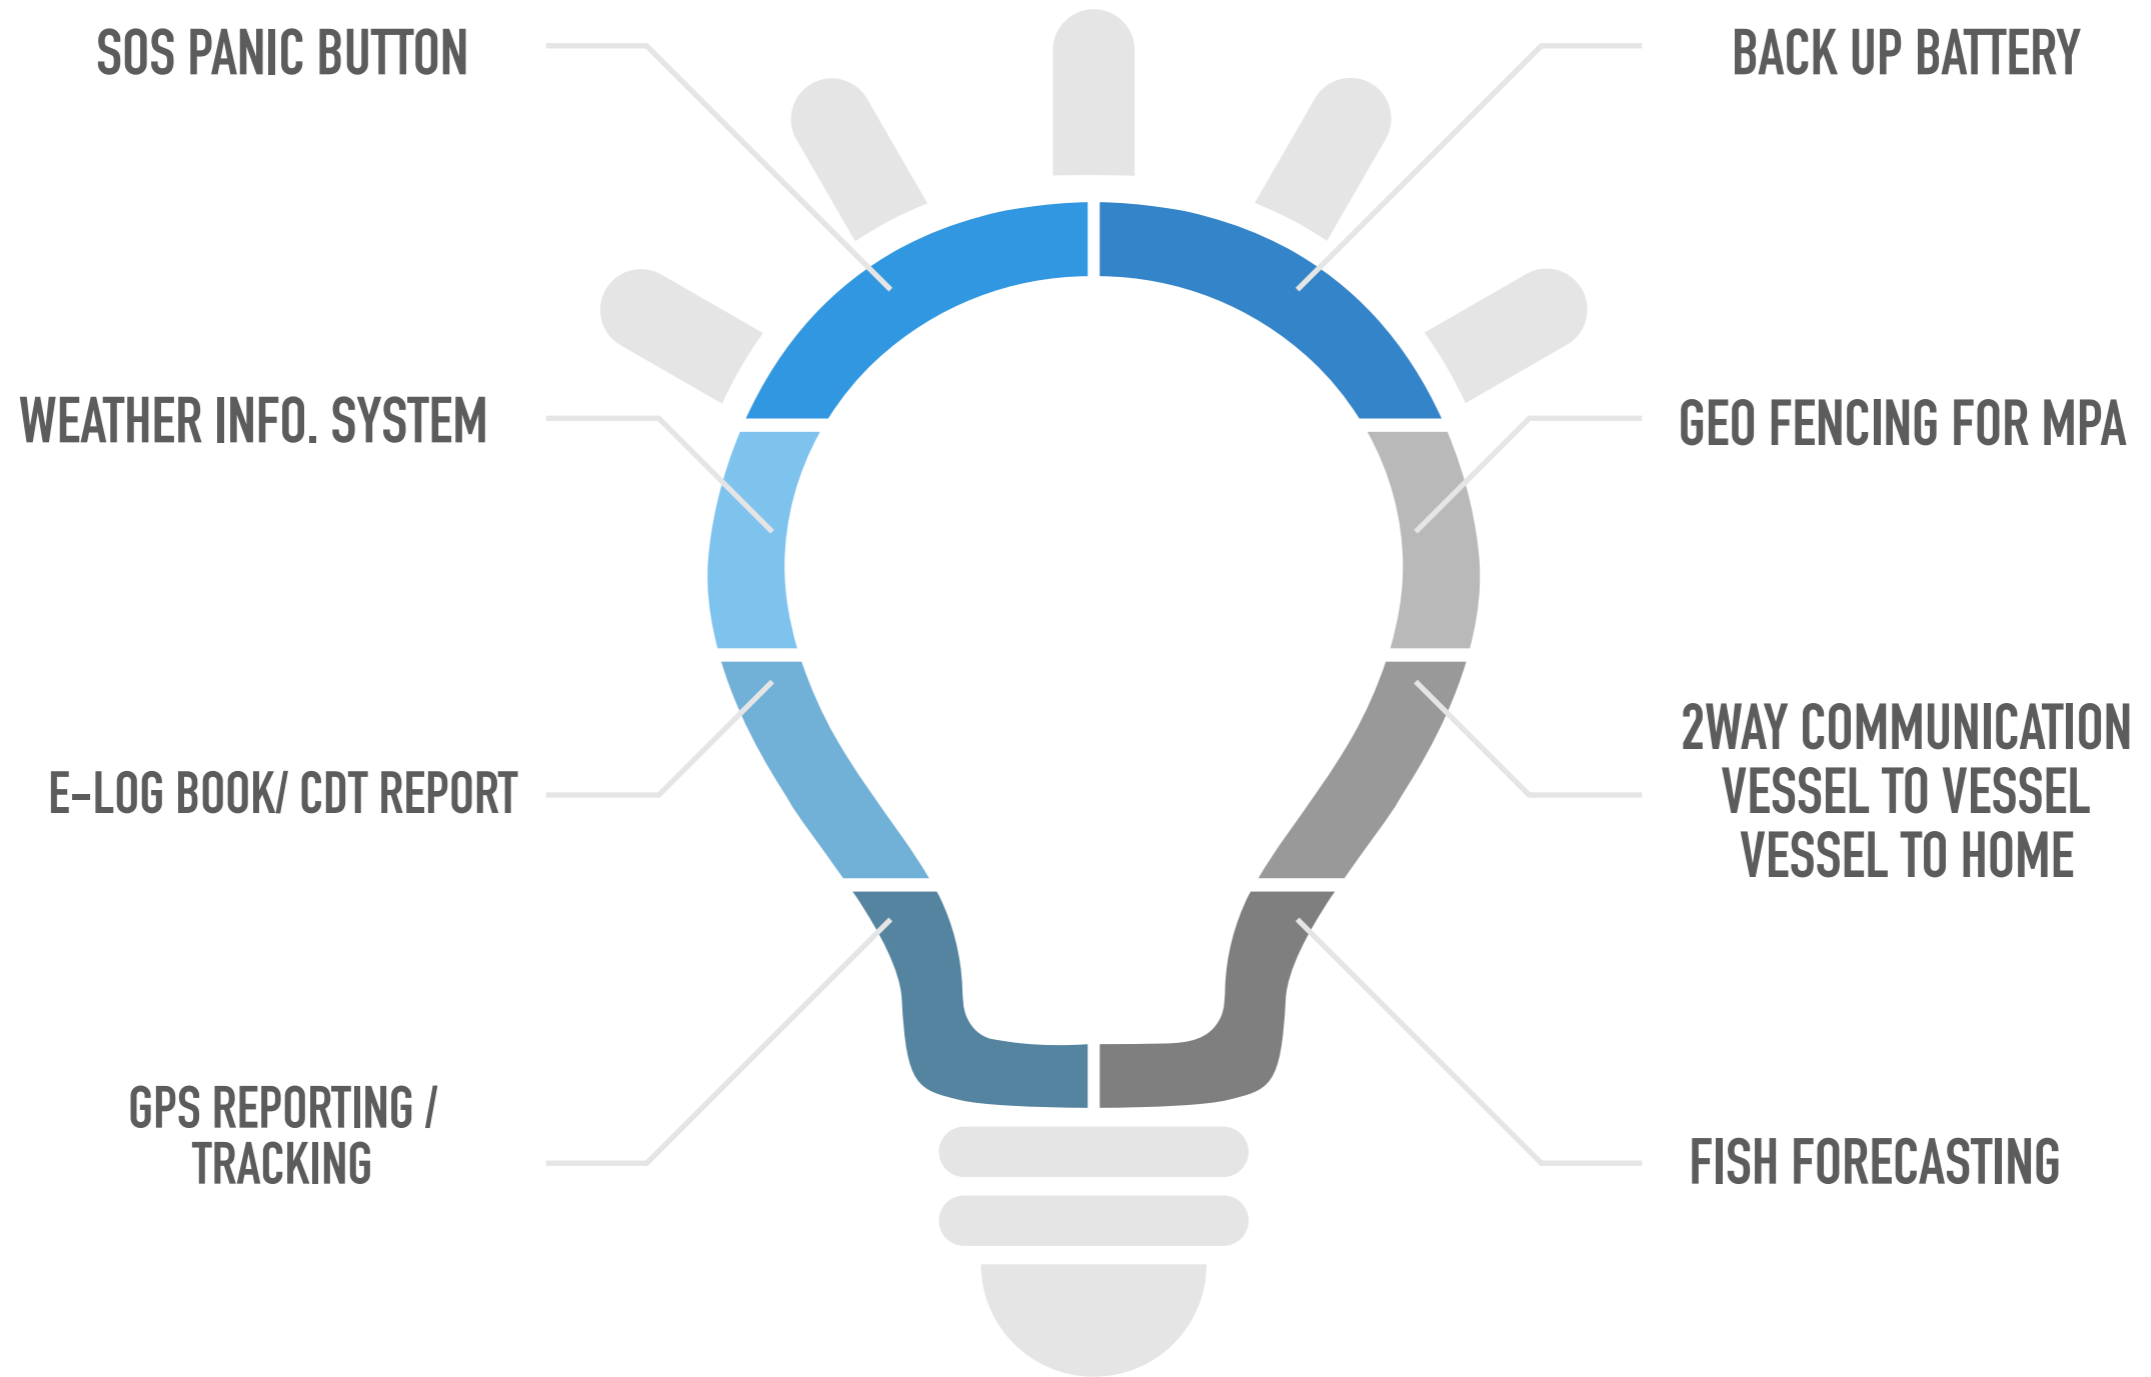 SOS PANIC BUTTON
BACK UP BATTERY
WEATHER INFO. SYSTEM
GEO FENCING FOR MPA
E-LOG BOOK/ CDT REPORT
2WAY COMMUNICATION
VESSEL TO VESSEL
VESSEL TO HOME
GPS REPORTING /
TRACKING
FISH FORECASTING